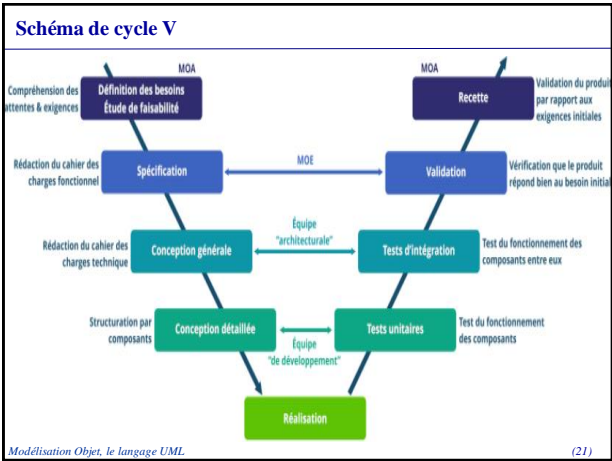 Schéma de cycle V
MOA
MOA
Compréhension des
attentes & exigences
Définition des besoins
Étude de faisabilité
Recette
Validation du produit
par rapport aux
exigences initiales
Rédaction du cahier des
charges fonctionnel
Spécification
MOE
Validation
Vérification que le produit
répond bien au besoin initial
Rédaction du cahier des
charges technique
Conception générale
Équipe
"architecturale"
Tests d'intégration
Test du fonctionnement des
composants entre eux
Structuration par
composants
Conception détaillée
Équipe
"de développement"
Tests unitaires
Test du fonctionnement
des composants
Réalisation
Modélisation Objet, le langage UML
(21)